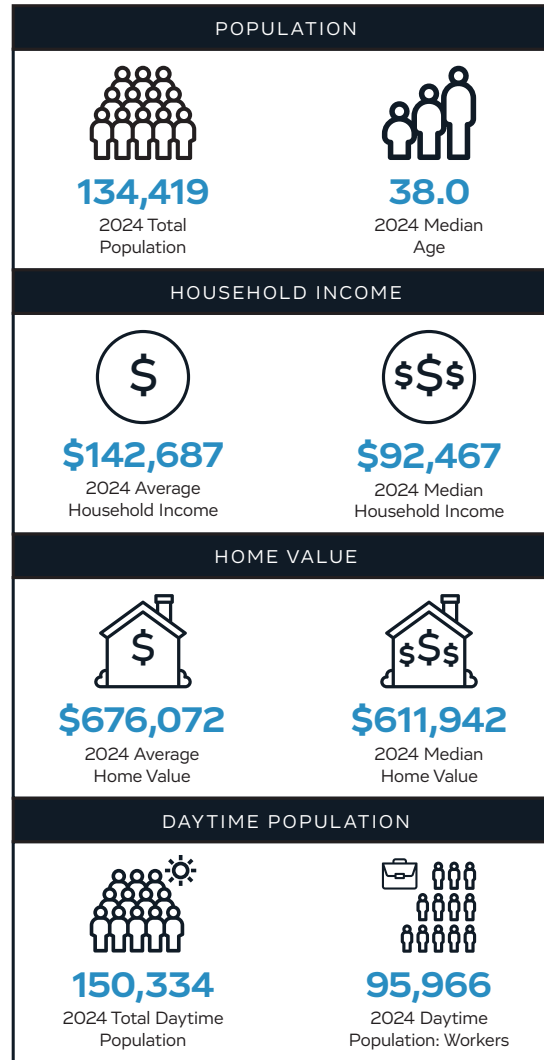 POPULATION
134,419
2024 Total
Population
38.0
2024 Median
Age
HOUSEHOLD INCOME
$
$142,687
2024 Average
Household Income
$$$
$92,467
2024 Median
Household Income
HOME VALUE
$
$676,072
2024 Average
Home Value
$$$
$611,942
2024 Median
Home Value
DAYTIME POPULATION
150,334
2024 Total Daytime
Population
95,966
2024 Daytime
Population: Workers